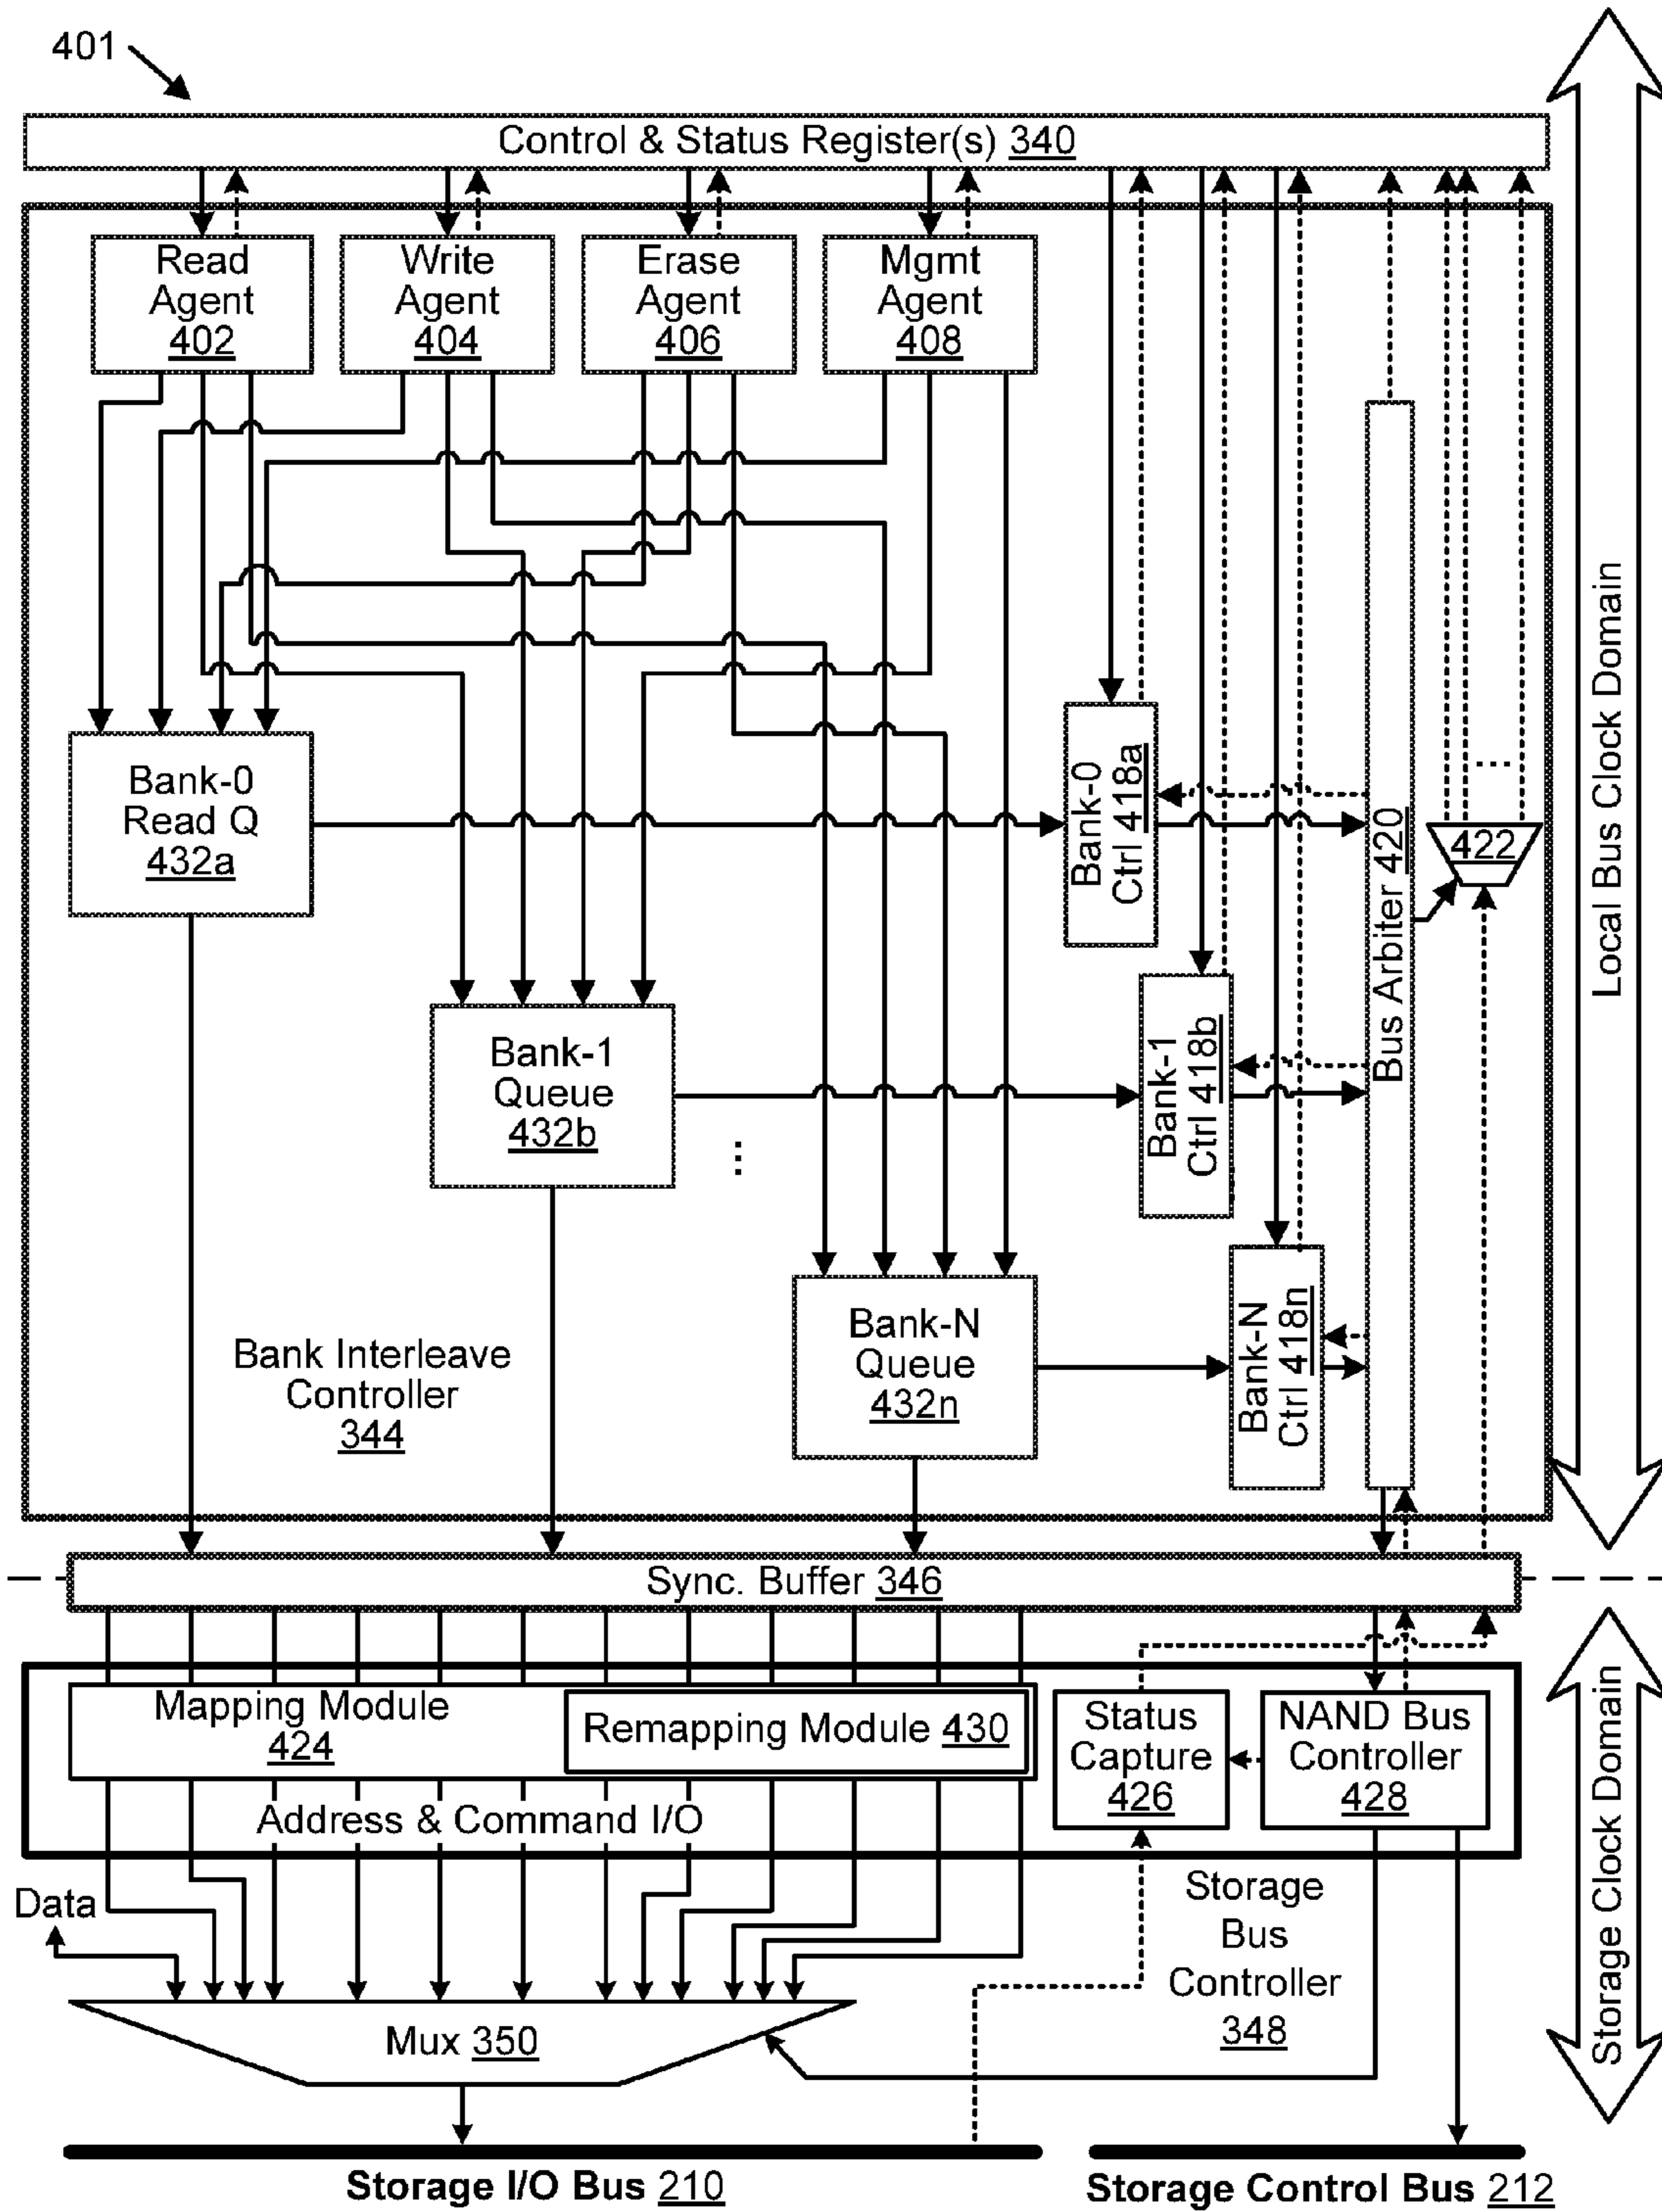 401
Control & Status Register(s) 340
Read
Agent
402
Write
Agent
404
Erase
Agent
406
Mgmt
Agent
408
Local Bus Clock Domain
Bank-0
Read Q
432a
Bank-0
Ctrl 418a
Bus Arbiter 420
...
422
Bank-1
Queue
432b
...
Bank-1
Ctrl 418b
Bank-N
Queue
432n
Bank-N
Ctrl 418n
Bank Interleave
Controller
344
Sync. Buffer 346
Mapping Module
424
Remapping Module 430
Status
Capture
426
NAND Bus
Controller
428
Address & Command I/O
Storage Clock Domain
Data
Storage
Bus
Controller
348
Mux 350
Storage I/O Bus 210
Storage Control Bus 212